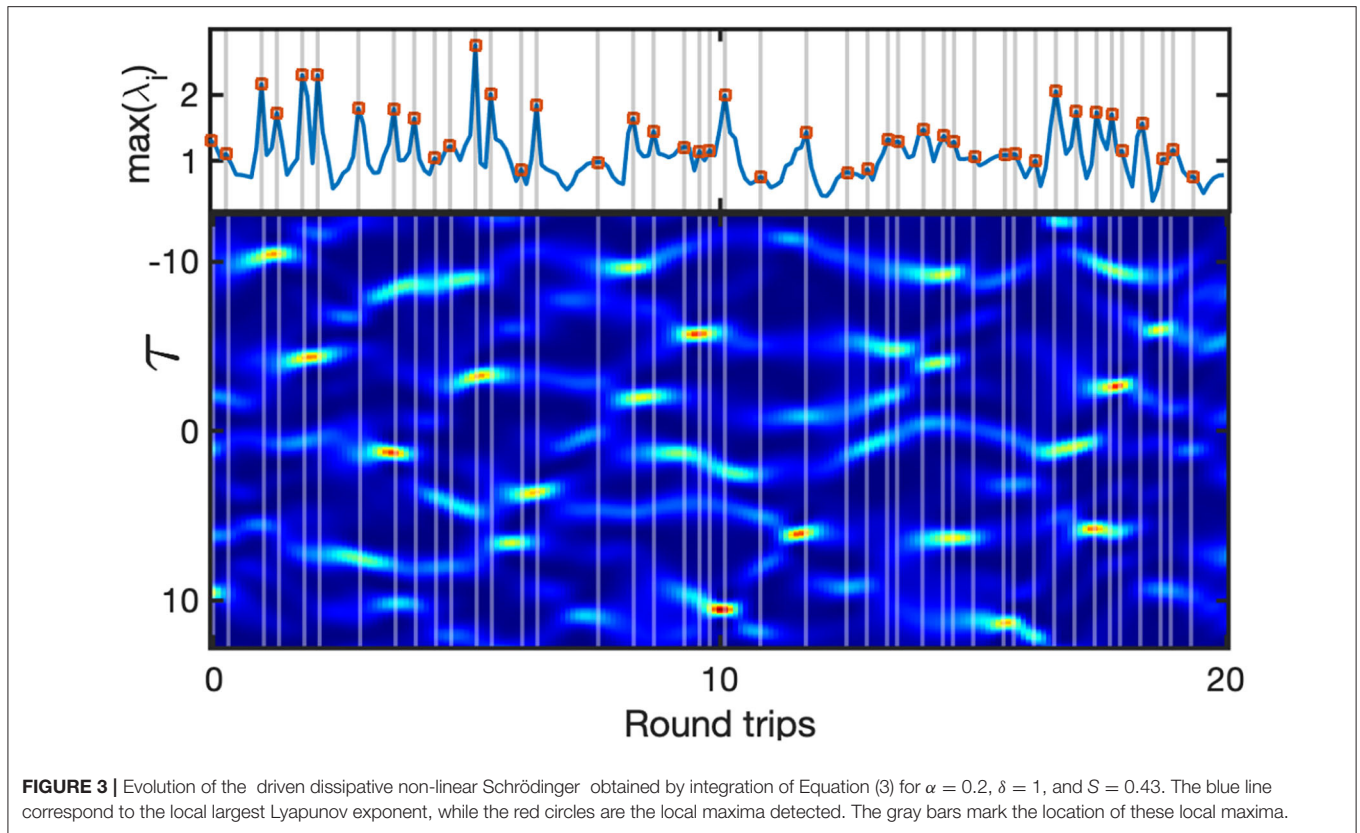 max(λi)
2
1
τ
-10
0
10
0
10
20
Round trips
FIGURE 3 | Evolution of the driven dissipative non-linear Schrödinger obtained by integration of Equation (3) for α = 0.2, δ = 1, and S = 0.43. The blue line
correspond to the local largest Lyapunov exponent, while the red circles are the local maxima detected. The gray bars mark the location of these local maxima.